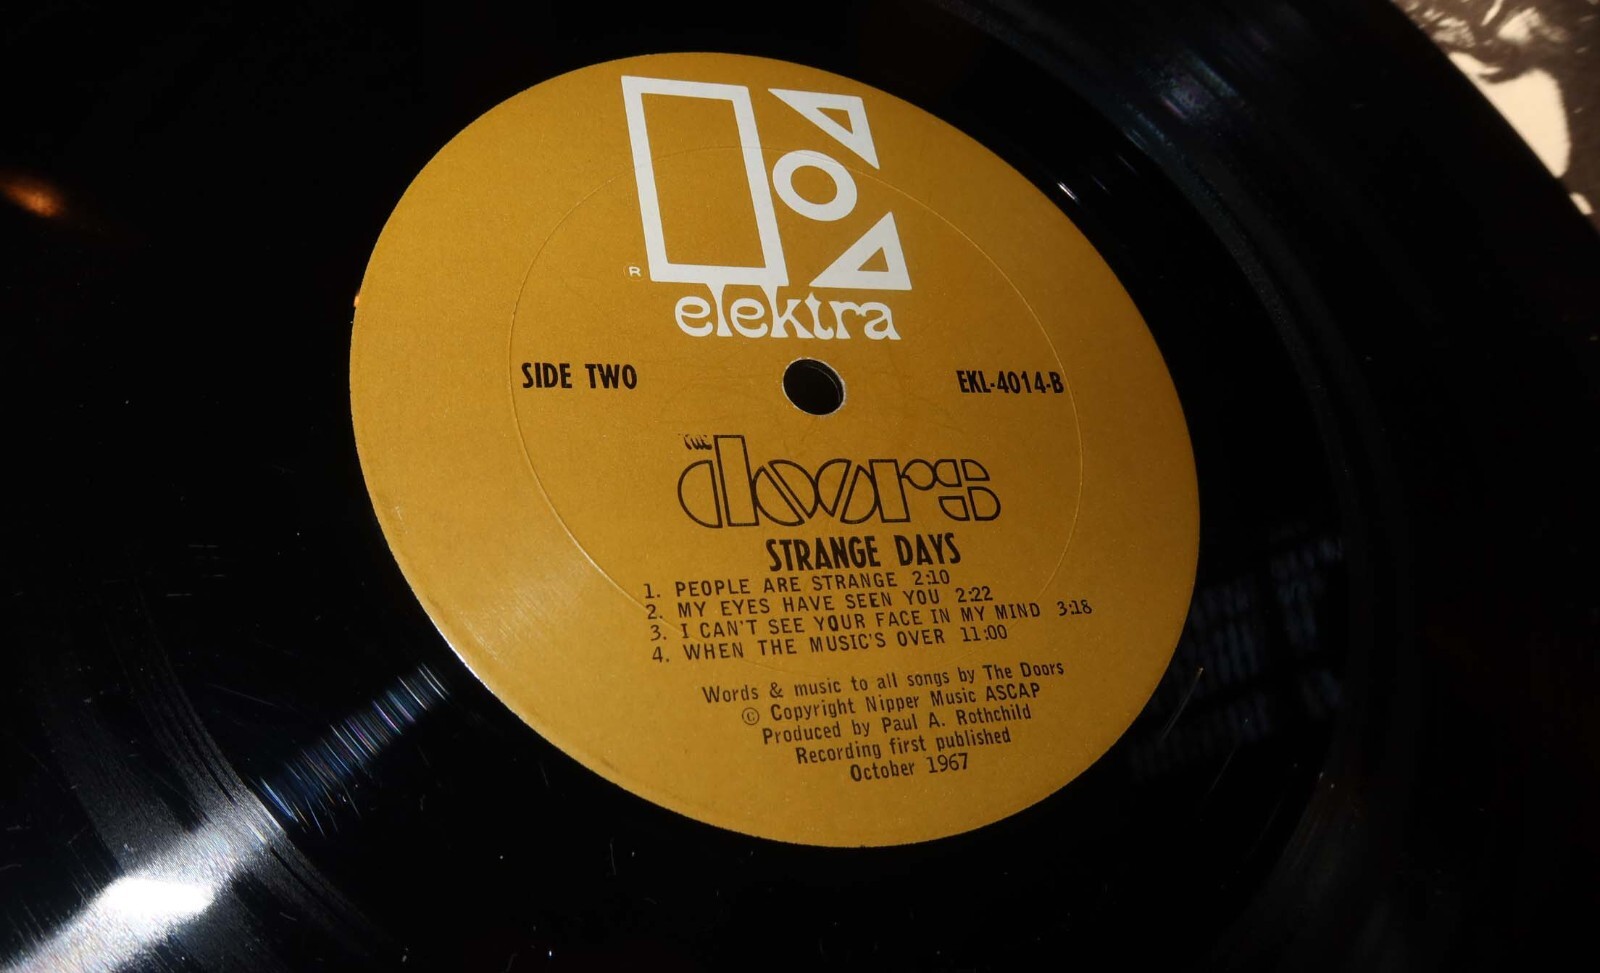 ®
elektra
SIDE TWO
EKL-4014-B
THE
doors
STRANGE DAYS
1. PEOPLE ARE STRANGE 2:10
2. MY EYES HAVE SEEN YOU 2:22
3. I CAN'T SEE YOUR FACE IN MY MIND 3:18
4. WHEN THE MUSIC'S OVER 11:00
Words & music to all songs by The Doors
© Copyright Nipper Music ASCAP
Produced by Paul A. Rothchild
Recording first published
October 1967